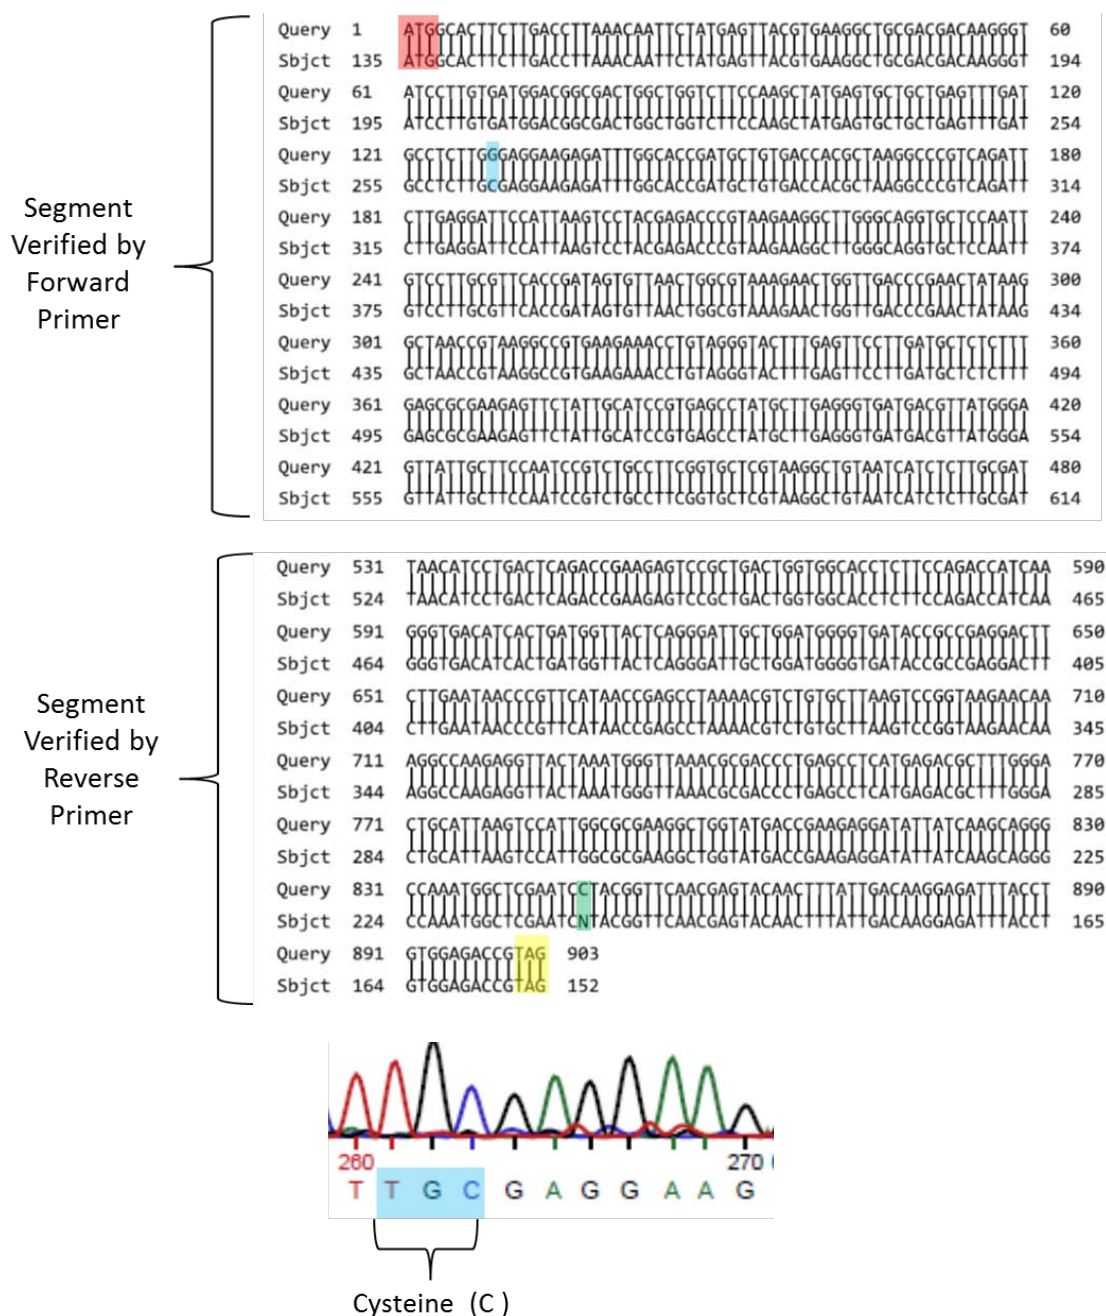 Segment
Verified by
Forward
Primer
Query 1 ATGGCACTTCTTGACCTTAAACAATTCTATGAGTTACGTGAAGGCTGCGACGACAAGGGT 60
Sbjct 135 ATGGCACTTCTTGACCTTAAACAATTCTATGAGTTACGTGAAGGCTGCGACGACAAGGGT 194
Query 61 ATCCTTGTGATGGACGGCGACTGGCTGGTCTTCCAAGCTATGAGTGCTGCTGAGTTTGAT 120
Sbjct 195 ATCCTTGTGATGGACGGCGACTGGCTGGTCTTCCAAGCTATGAGTGCTGCTGAGTTTGAT 254
Query 121 GCCTCTTGGGAGGAAGAGATTTGGCACCGATGCTGTGACCACGCTAAGGCCCGTCAGATT 180
Sbjct 255 GCCTCTTGCGAGGAAGAGATTTGGCACCGATGCTGTGACCACGCTAAGGCCCGTCAGATT 314
Query 181 CTTGAGGATTCCATTAAGTCCTACGAGACCCGTAAGAAGGCTTGGGCAGGTGCTCCAATT 240
Sbjct 315 CTTGAGGATTCCATTAAGTCCTACGAGACCCGTAAGAAGGCTTGGGCAGGTGCTCCAATT 374
Query 241 GTCCTTGCGTTCACCGATAGTGTTAACTGGCGTAAAGAACTGGTTGACCCGAACTATAAG 300
Sbjct 375 GTCCTTGCGTTCACCGATAGTGTTAACTGGCGTAAAGAACTGGTTGACCCGAACTATAAG 434
Query 301 GCTAACCGTAAGGCCGTGAAGAAACCTGTAGGGTACTTTGAGTTCCTTGATGCTCTCTTT 360
Sbjct 435 GCTAACCGTAAGGCCGTGAAGAAACCTGTAGGGTACTTTGAGTTCCTTGATGCTCTCTTT 494
Query 361 GAGCGCGAAGAGTTCTATTGCATCCGTGAGCCTATGCTTGAGGGTGATGACGTTATGGGA 420
Sbjct 495 GAGCGCGAAGAGTTCTATTGCATCCGTGAGCCTATGCTTGAGGGTGATGACGTTATGGGA 554
Query 421 GTTATTGCTTCCAATCCGTCTGCCTTCGGTGCTCGTAAGGCTGTAATCATCTCTTGCGAT 480
Sbjct 555 GTTATTGCTTCCAATCCGTCTGCCTTCGGTGCTCGTAAGGCTGTAATCATCTCTTGCGAT 614
Segment
Verified by
Reverse
Primer
Query 531 TAACATCCTGACTCAGACCGAAGAGTCCGCTGACTGGTGGCACCTCTTCCAGACCATCAA 590
Sbjct 524 TAACATCCTGACTCAGACCGAAGAGTCCGCTGACTGGTGGCACCTCTTCCAGACCATCAA 465
Query 591 GGGTGACATCACTGATGGTTACTCAGGGATTGCTGGATGGGGTGATACCGCCGAGGACTT 650
Sbjct 464 GGGTGACATCACTGATGGTTACTCAGGGATTGCTGGATGGGGTGATACCGCCGAGGACTT 405
Query 651 CTTGAATAACCCGTTCATAACCGAGCCTAAAACGTCTGTGCTTAAGTCCGGTAAGAACAA 710
Sbjct 404 CTTGAATAACCCGTTCATAACCGAGCCTAAAACGTCTGTGCTTAAGTCCGGTAAGAACAA 345
Query 711 AGGCCAAGAGGTTACTAAATGGGTTAAACGCGACCCTGAGCCTCATGAGACGCTTTGGGA 770
Sbjct 344 AGGCCAAGAGGTTACTAAATGGGTTAAACGCGACCCTGAGCCTCATGAGACGCTTTGGGA 285
Query 771 CTGCATTAAGTCCATTGGCGCGAAGGCTGGTATGACCGAAGAGGATATTATCAAGCAGGG 830
Sbjct 284 CTGCATTAAGTCCATTGGCGCGAAGGCTGGTATGACCGAAGAGGATATTATCAAGCAGGG 225
Query 831 CCAAATGGCTCGAATCCTACGGTTCAACGAGTACAACTTTATTGACAAGGAGATTTACCT 890
Sbjct 224 CCAAATGGCTCGAATCNTACGGTTCAACGAGTACAACTTTATTGACAAGGAGATTTACCT 165
Query 891 GTGGAGACCGTAG 903
Sbjct 164 GTGGAGACCGTAG 152
260 270
T T G C G A G G A A G
Cysteine (C )